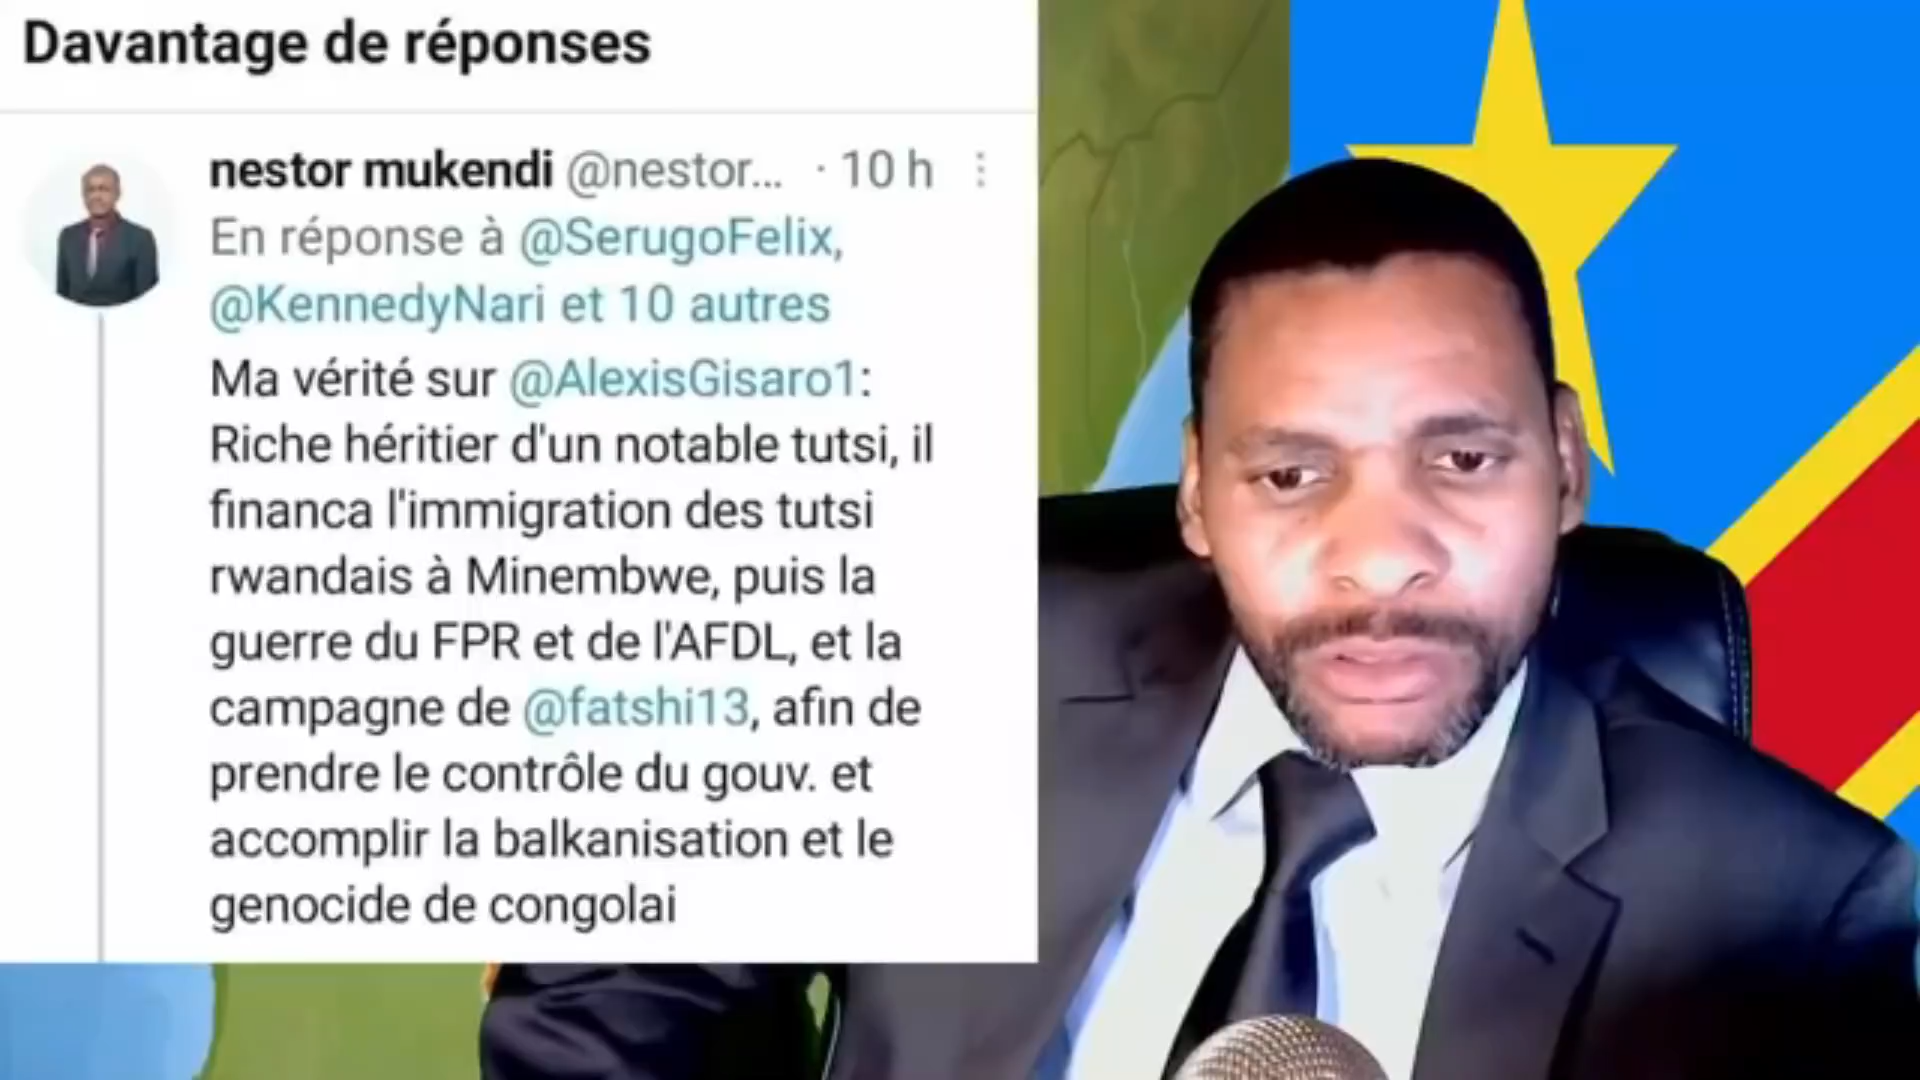 Davantage de réponses
nestor mukendi @nestor... · 10 h
En réponse à @SerugoFelix,
@KennedyNari et 10 autres
Ma vérité sur @AlexisGisaro1:
Riche héritier d'un notable tutsi, il
financa l'immigration des tutsi
rwandais à Minembwe, puis la
guerre du FPR et de l'AFDL, et la
campagne de @fatshi13, afin de
prendre le contrôle du gouv. et
accomplir la balkanisation et le
genocide de congolai